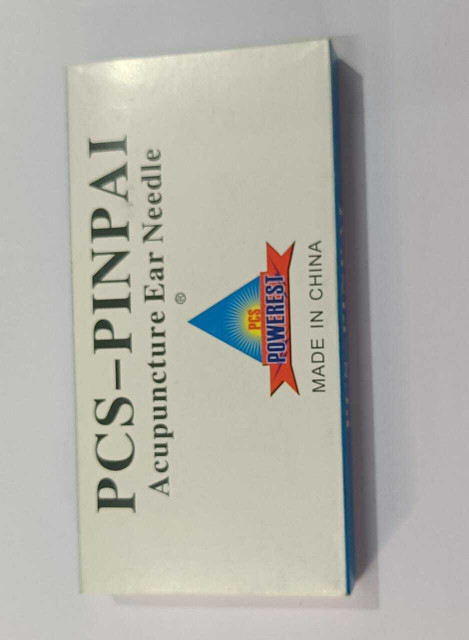 PCS-PINPAI
Acupuncture Ear Needle
®
PCS
POWEREST
MADE IN CHINA